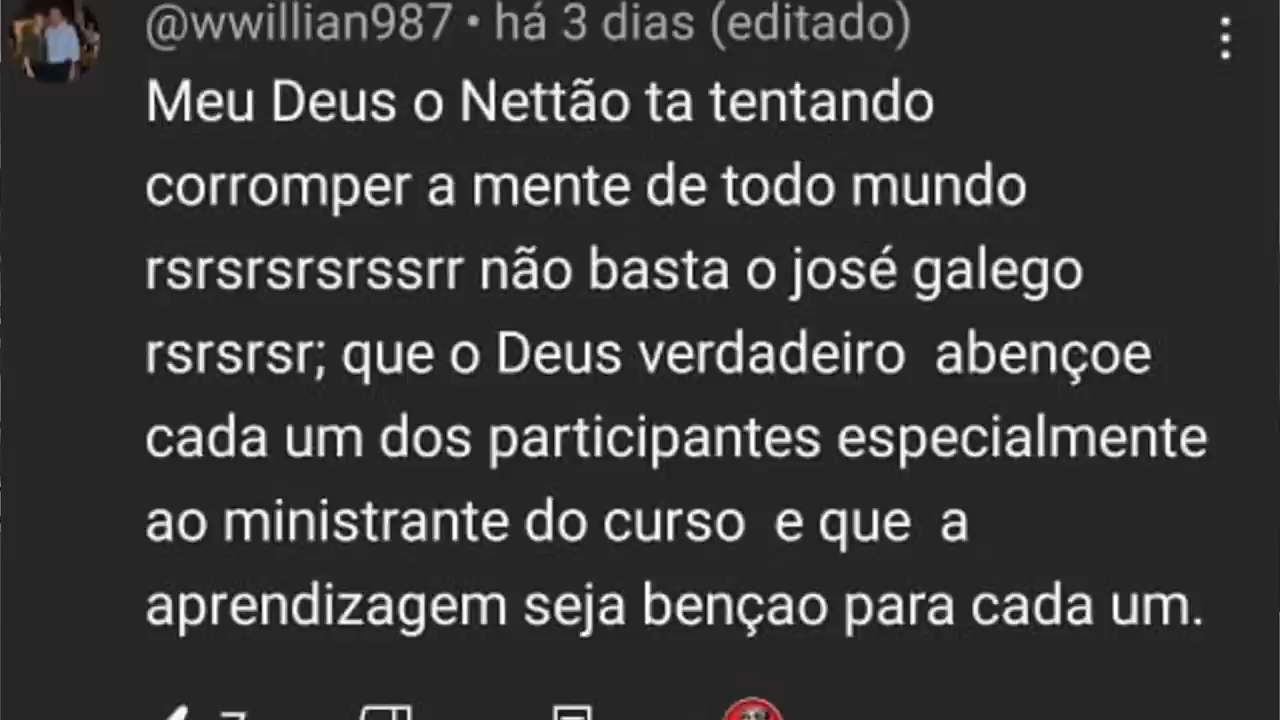 @wwillian987 • há 3 dias (editado)
Meu Deus o Nettão ta tentando
corromper a mente de todo mundo
rsrsrsrsrssrr não basta o josé galego
rsrsrsr; que o Deus verdadeiro  abençoe
cada um dos participantes especialmente
ao ministrante do curso  e que  a
aprendizagem seja bençao para cada um.